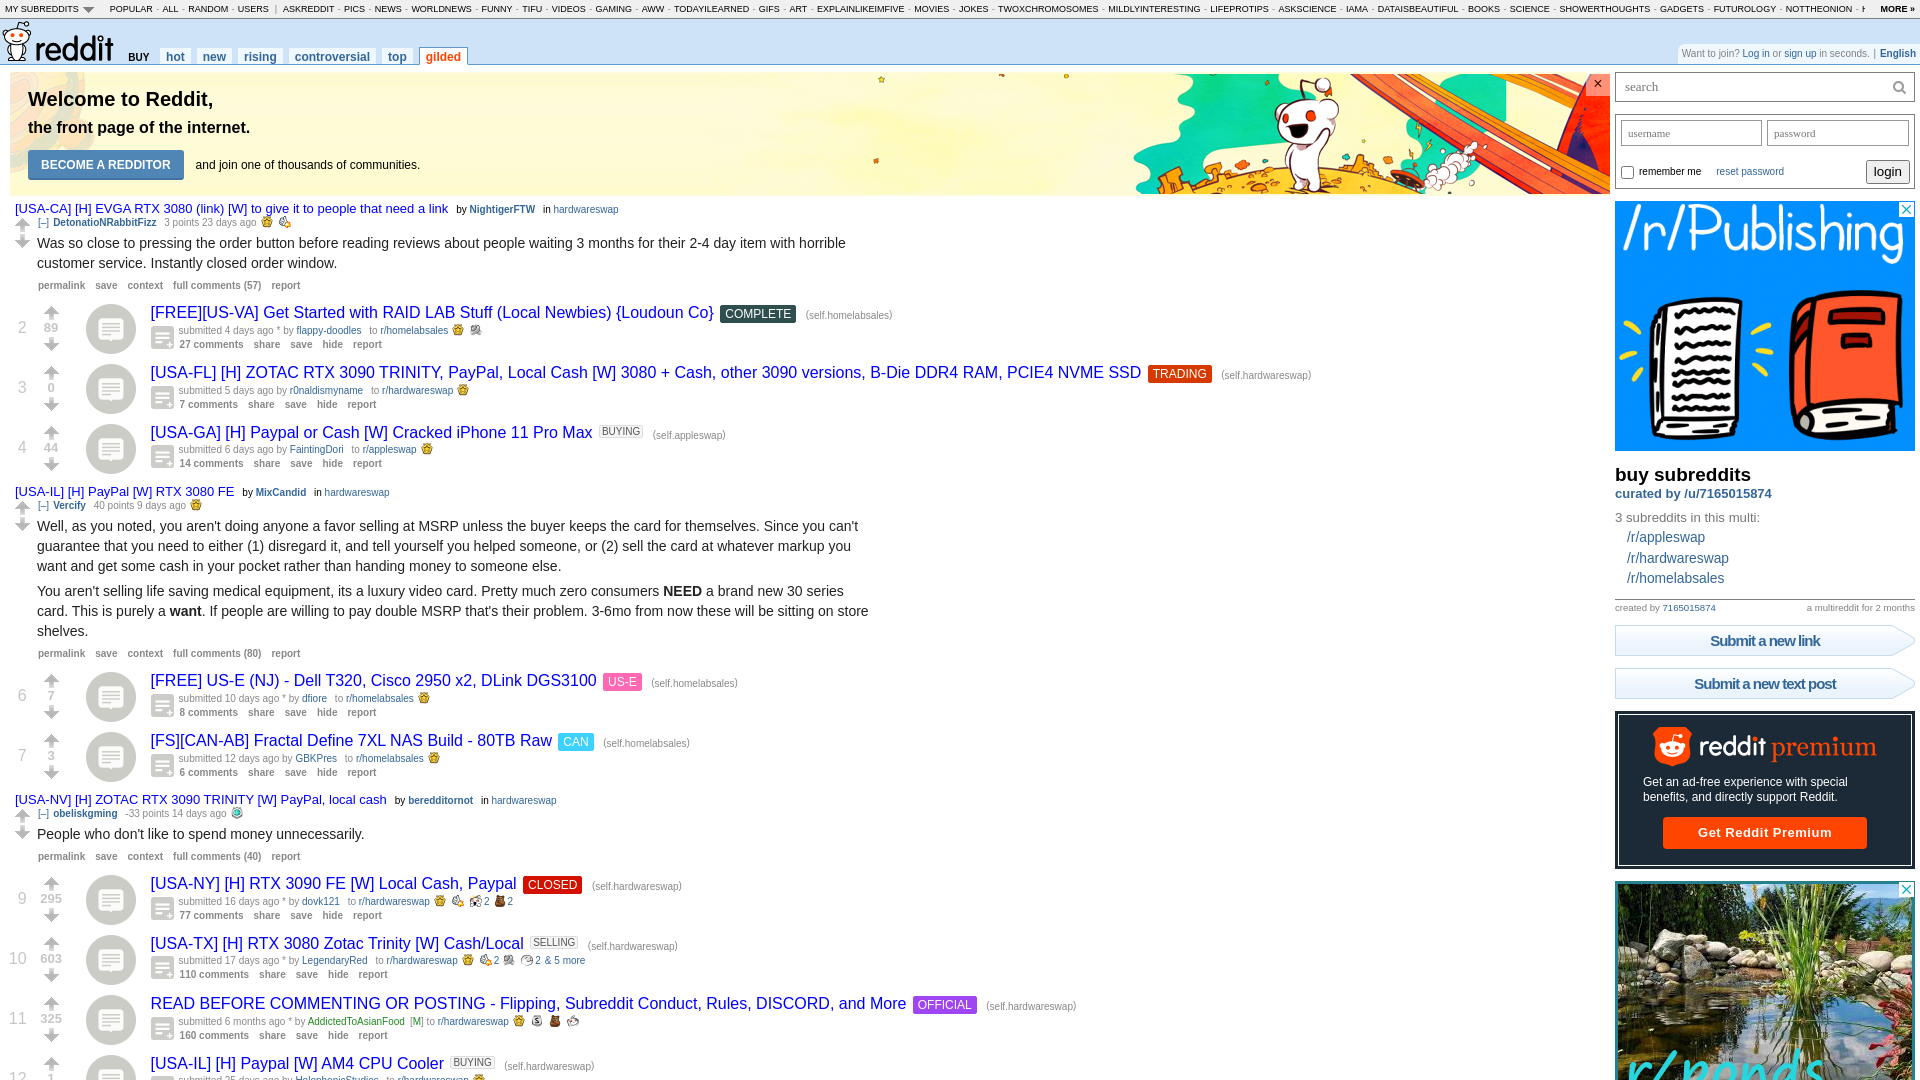 MY SUBREDDITS POPULAR - ALL - RANDOM - USERS | ASKREDDIT - PICS - NEWS - WORLDNEWS - FUNNY - TIFU - VIDEOS - GAMING - AWW - TODAYILEARNED - GIFS - ART - EXPLAINLIKEIMFIVE - MOVIES - JOKES - TWOXCHROMOSOMES - MILDLYINTERESTING - LIFEPROTIPS - ASKSCIENCE - IAMA - DATAISBEAUTIFUL - BOOKS - SCIENCE - SHOWERTHOUGHTS - GADGETS - FUTUROLOGY - NOTTHEONION - MORE »
reddit BUY hot new rising controversial top gilded
Want to join? Log in or sign up in seconds. | English
Welcome to Reddit,
the front page of the internet.
BECOME A REDDITOR and join one of thousands of communities.
×
[USA-CA] [H] EVGA RTX 3080 (link) [W] to give it to people that need a link by NightigerFTW in hardwareswap
[–] DetonatioNRabbitFizz 3 points 23 days ago
Was so close to pressing the order button before reading reviews about people waiting 3 months for their 2-4 day item with horrible
customer service. Instantly closed order window.
permalink save context full comments (57) report
2
89
[FREE][US-VA] Get Started with RAID LAB Stuff (Local Newbies) {Loudoun Co} COMPLETE (self.homelabsales)
submitted 4 days ago * by flappy-doodles to r/homelabsales
27 comments share save hide report
3
0
[USA-FL] [H] ZOTAC RTX 3090 TRINITY, PayPal, Local Cash [W] 3080 + Cash, other 3090 versions, B-Die DDR4 RAM, PCIE4 NVME SSD TRADING (self.hardwareswap)
submitted 5 days ago by r0naldismyname to r/hardwareswap
7 comments share save hide report
4
44
[USA-GA] [H] Paypal or Cash [W] Cracked iPhone 11 Pro Max BUYING (self.appleswap)
submitted 6 days ago by FaintingDori to r/appleswap
14 comments share save hide report
[USA-IL] [H] PayPal [W] RTX 3080 FE by MixCandid in hardwareswap
[–] Vercify 40 points 9 days ago
Well, as you noted, you aren't doing anyone a favor selling at MSRP unless the buyer keeps the card for themselves. Since you can't
guarantee that you need to either (1) disregard it, and tell yourself you helped someone, or (2) sell the card at whatever markup you
want and get some cash in your pocket rather than handing money to someone else.
You aren't selling life saving medical equipment, its a luxury video card. Pretty much zero consumers NEED a brand new 30 series
card. This is purely a want. If people are willing to pay double MSRP that's their problem. 3-6mo from now these will be sitting on store
shelves.
permalink save context full comments (80) report
6
7
[FREE] US-E (NJ) - Dell T320, Cisco 2950 x2, DLink DGS3100 US-E (self.homelabsales)
submitted 10 days ago * by dfiore to r/homelabsales
8 comments share save hide report
7
3
[FS][CAN-AB] Fractal Define 7XL NAS Build - 80TB Raw CAN (self.homelabsales)
submitted 12 days ago by GBKPres to r/homelabsales
6 comments share save hide report
[USA-NV] [H] ZOTAC RTX 3090 TRINITY [W] PayPal, local cash by beredditornot in hardwareswap
[–] obeliskgming -33 points 14 days ago
People who don't like to spend money unnecessarily.
permalink save context full comments (40) report
9
295
[USA-NY] [H] RTX 3090 FE [W] Local Cash, Paypal CLOSED (self.hardwareswap)
submitted 16 days ago * by dovk121 to r/hardwareswap 2 2
77 comments share save hide report
10
603
[USA-TX] [H] RTX 3080 Zotac Trinity [W] Cash/Local SELLING (self.hardwareswap)
submitted 17 days ago * by LegendaryRed to r/hardwareswap 2 2 & 5 more
110 comments share save hide report
11
325
READ BEFORE COMMENTING OR POSTING - Flipping, Subreddit Conduct, Rules, DISCORD, and More OFFICIAL (self.hardwareswap)
submitted 6 months ago * by AddictedToAsianFood [M] to r/hardwareswap
160 comments share save hide report
12
1
[USA-IL] [H] Paypal [W] AM4 CPU Cooler BUYING (self.hardwareswap)
submitted 25 days ago by HolophonicStudios to r/hardwareswap
search
username password
remember me reset password login
/r/Publishing
buy subreddits
curated by /u/7165015874
3 subreddits in this multi:
/r/appleswap
/r/hardwareswap
/r/homelabsales
created by 7165015874 a multireddit for 2 months
Submit a new link
Submit a new text post
reddit premium
Get an ad-free experience with special
benefits, and directly support Reddit.
Get Reddit Premium
r/ponds